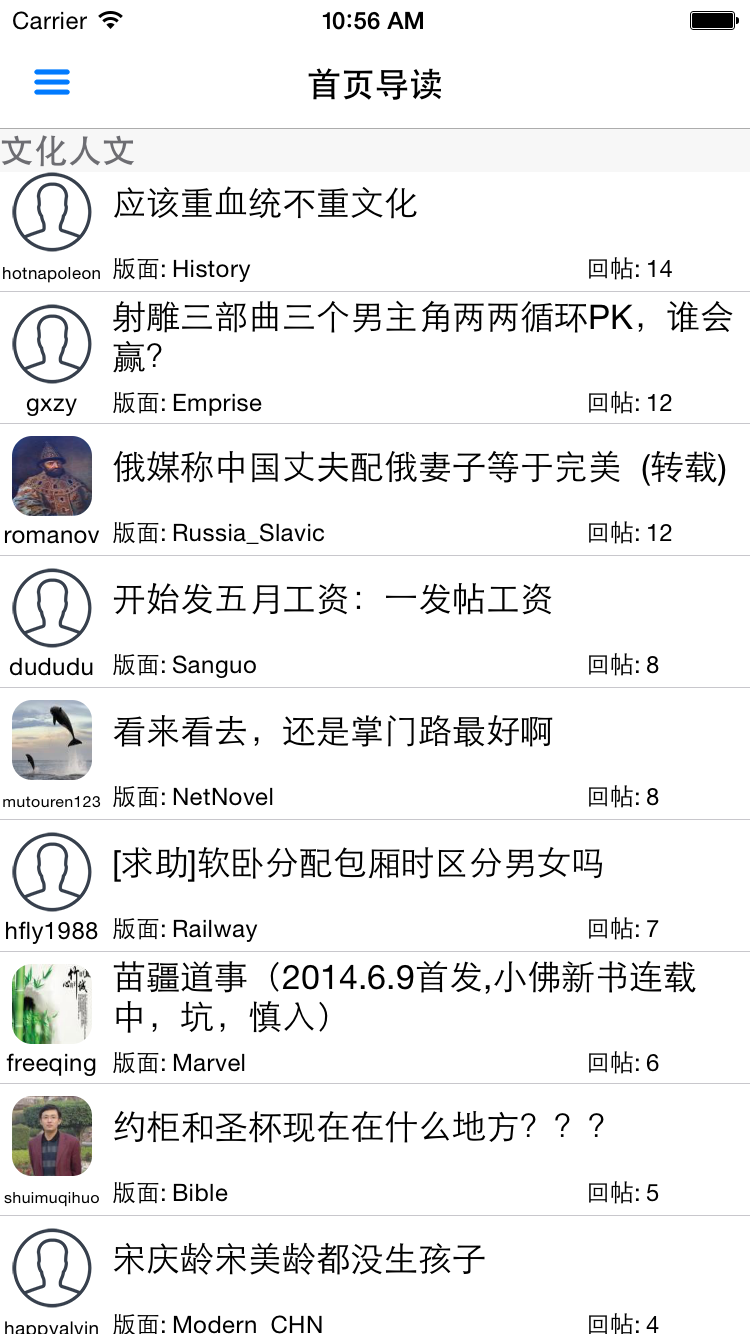 Carrier 10:56 AM
首页导读
文化人文
应该重血统不重文化
hotnapoleon 版面: History 回帖: 14
射雕三部曲三个男主角两两循环PK，谁会
赢?
gxzy 版面: Emprise 回帖: 12
俄媒称中国丈夫配俄妻子等于完美 (转载)
romanov 版面: Russia_Slavic 回帖: 12
开始发五月工资：一发帖工资
dududu 版面: Sanguo 回帖: 8
看来看去，还是掌门路最好啊
mutouren123 版面: NetNovel 回帖: 8
[求助]软卧分配包厢时区分男女吗
hfly1988 版面: Railway 回帖: 7
苗疆道事（2014.6.9首发,小佛新书连载
中，坑，慎入）
freeqing 版面: Marvel 回帖: 6
约柜和圣杯现在在什么地方？？？
shuimuqihuo 版面: Bible 回帖: 5
宋庆龄宋美龄都没生孩子
happyalvin 版面: Modern_CHN 回帖: 4